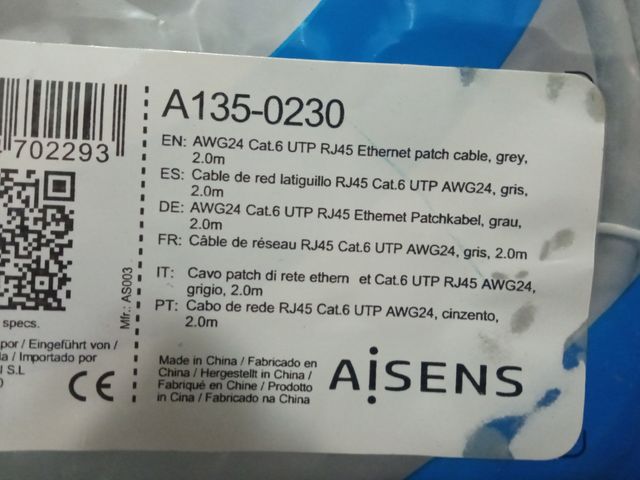 A135-0230
EN: AWG24 Cat.6 UTP RJ45 Ethernet patch cable, grey,
2.0m
ES: Cable de red latiguillo RJ45 Cat.6 UTP AWG24, gris,
2.0m
DE: AWG24 Cat.6 UTP RJ45 Ethernet Patchkabel, grau,
2.0m
FR: Câble de réseau RJ45 Cat.6 UTP AWG24, gris, 2.0m
IT: Cavo patch di rete ethern et Cat.6 UTP RJ45 AWG24,
grigio, 2.0m
PT: Cabo de rede RJ45 Cat.6 UTP AWG24, cinzento,
2.0m
702293
Mfr.: AS003
specs.
por / Eingeführt von /
/ Importado por
S.L
CE
Made in China / Fabricado en
China / Hergestellt in China /
Fabriqué en Chine / Prodotto
in Cina / Fabricado na China
AiSENS